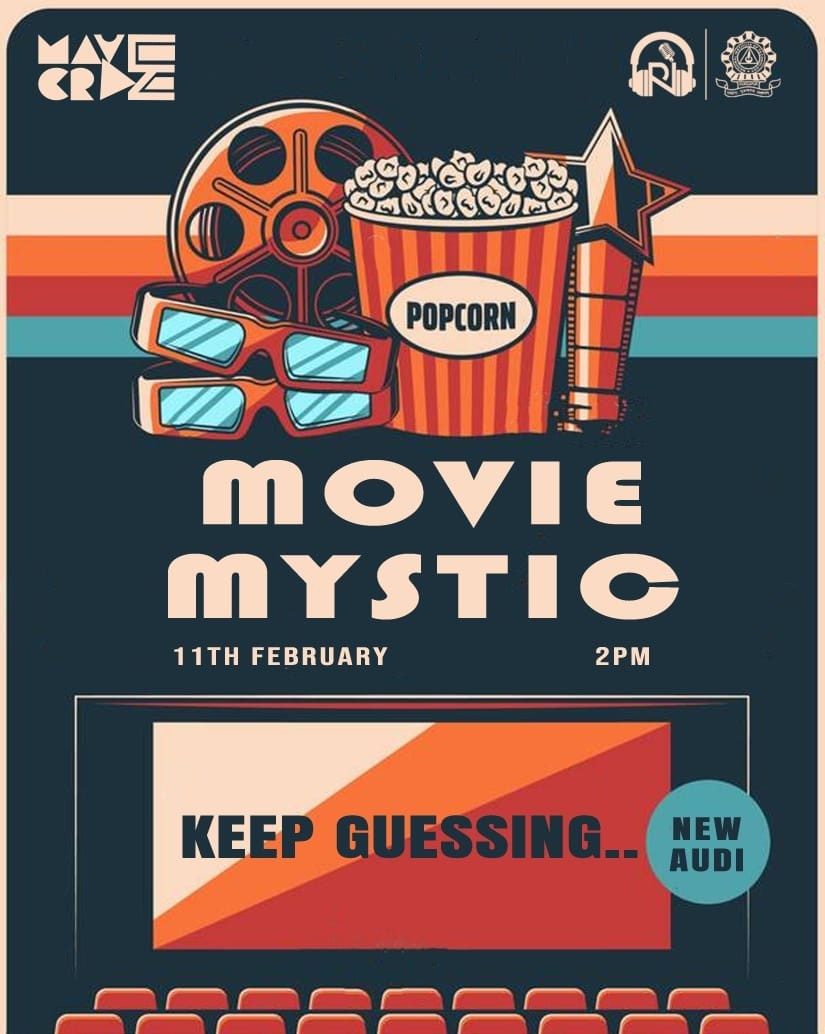 MAVE
CRAZE
POPCORN
MOVIE
MYSTIC
11TH FEBRUARY 2PM
KEEP GUESSING..
NEW
AUDI